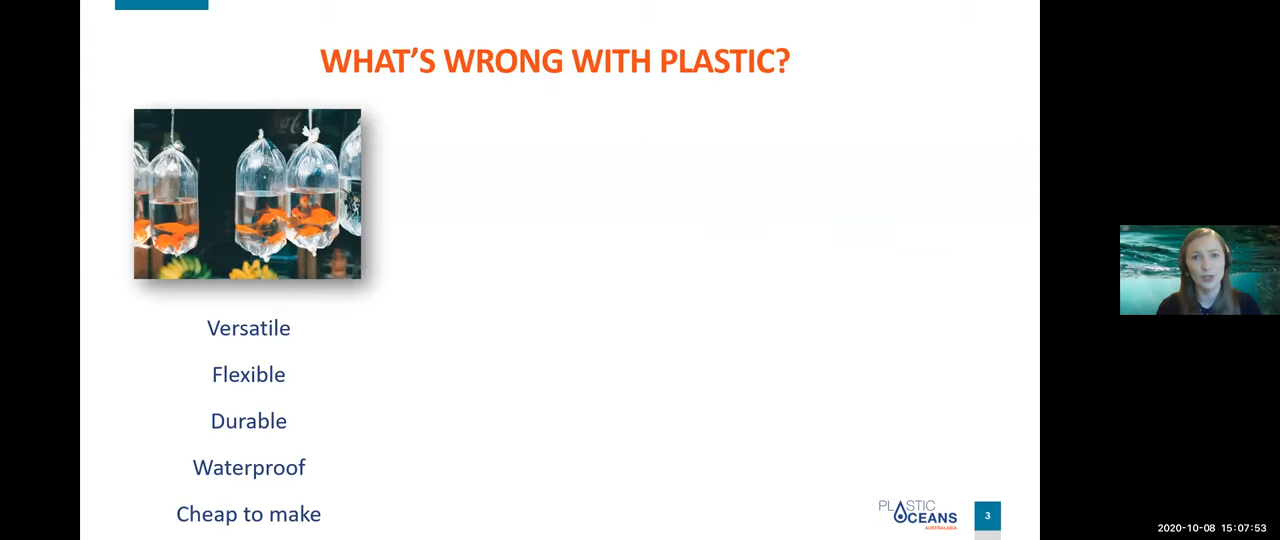 WHAT'S WRONG WITH PLASTIC?
Versatile
Flexible
Durable
Waterproof
Cheap to make
PLASTIC
OCEANS
AUSTRALASIA
3
2020-10-08 15:07:53